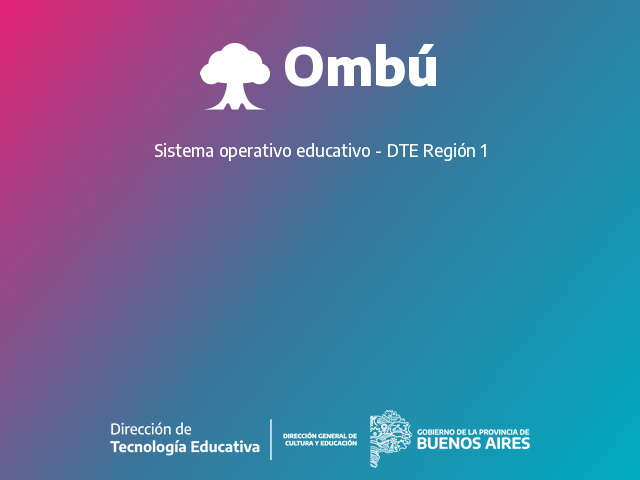 Ombú
Sistema operativo educativo - DTE Región 1
Dirección de
Tecnología Educativa
DIRECCIÓN GENERAL DE
CULTURA Y EDUCACIÓN
GOBIERNO DE LA PROVINCIA DE
BUENOS AIRES